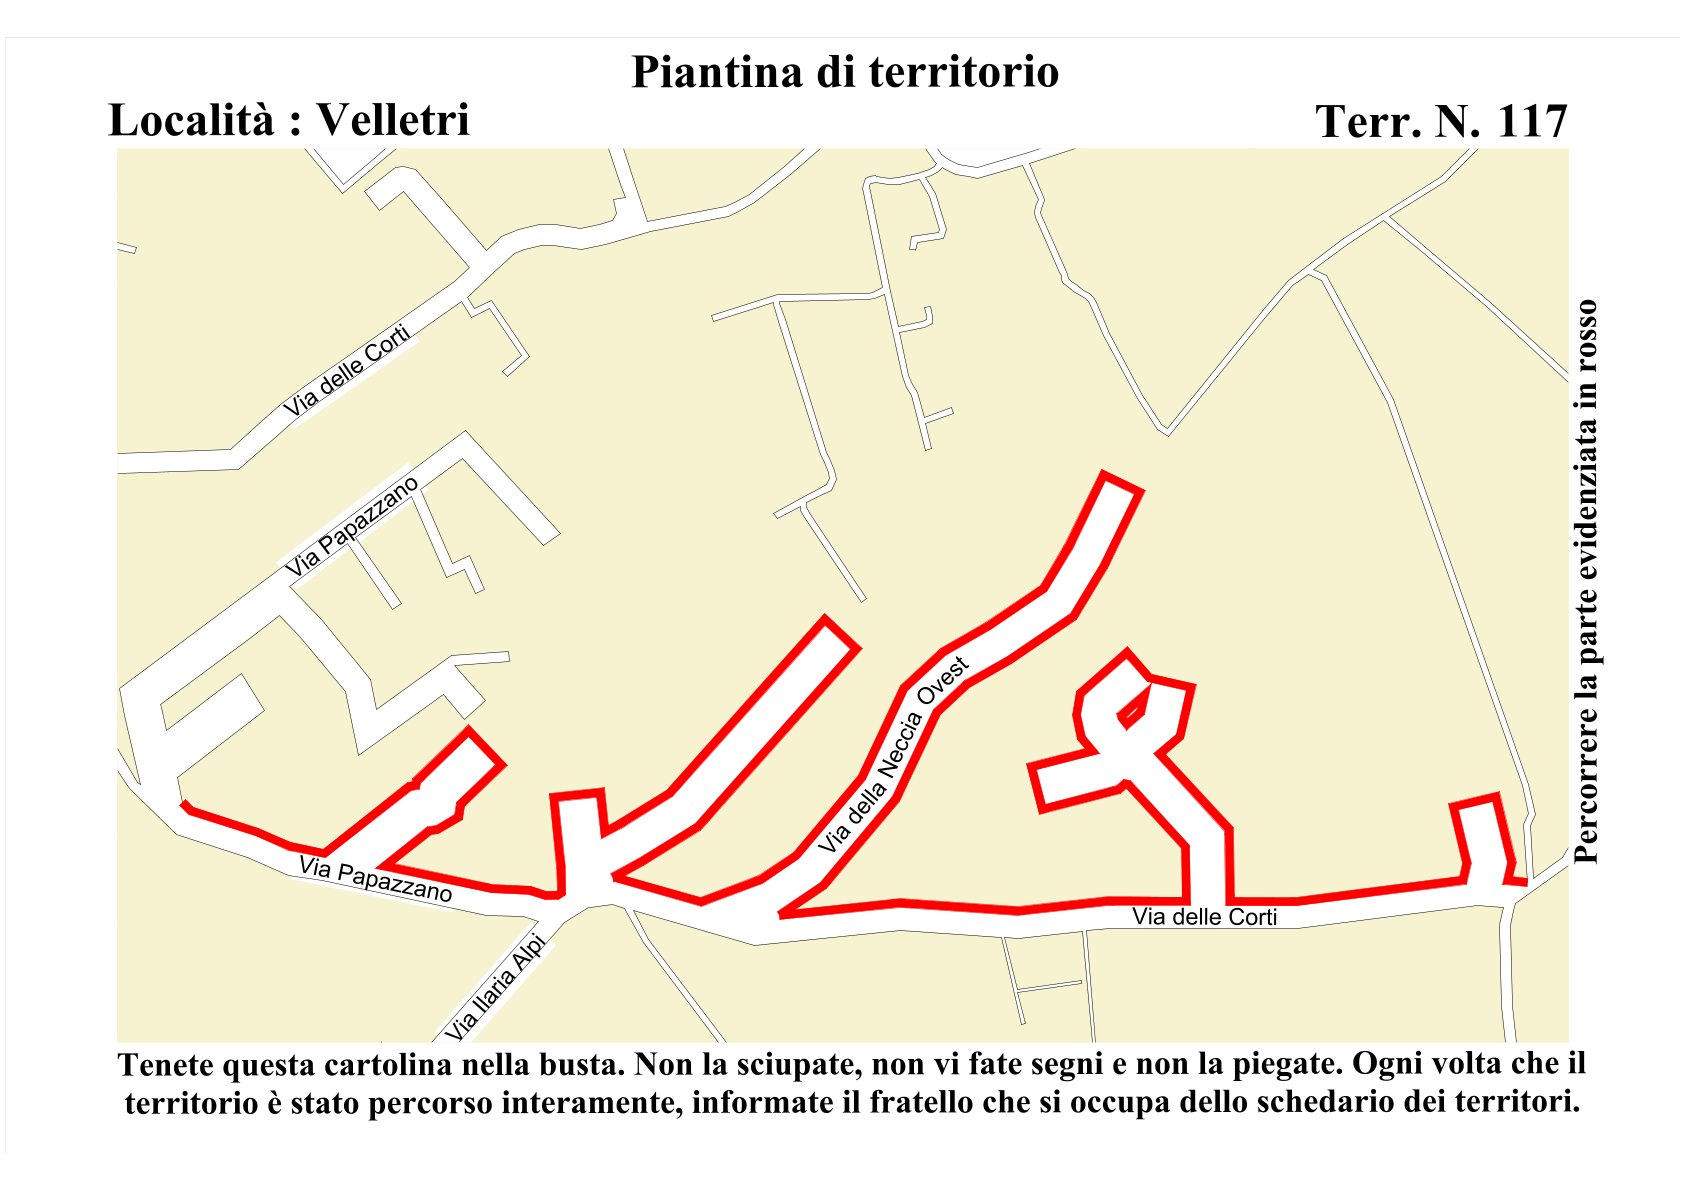 Piantina di territorio
Località : Velletri
Terr. N. 117
Via delle Corti
Via Papazzano
Via della Neccia Ovest
Via Papazzano
Via delle Corti
Via Ilaria Alpi
Percorrere la parte evidenziata in rosso
Tenete questa cartolina nella busta. Non la sciupate, non vi fate segni e non la piegate. Ogni volta che il
territorio è stato percorso interamente, informate il fratello che si occupa dello schedario dei territori.